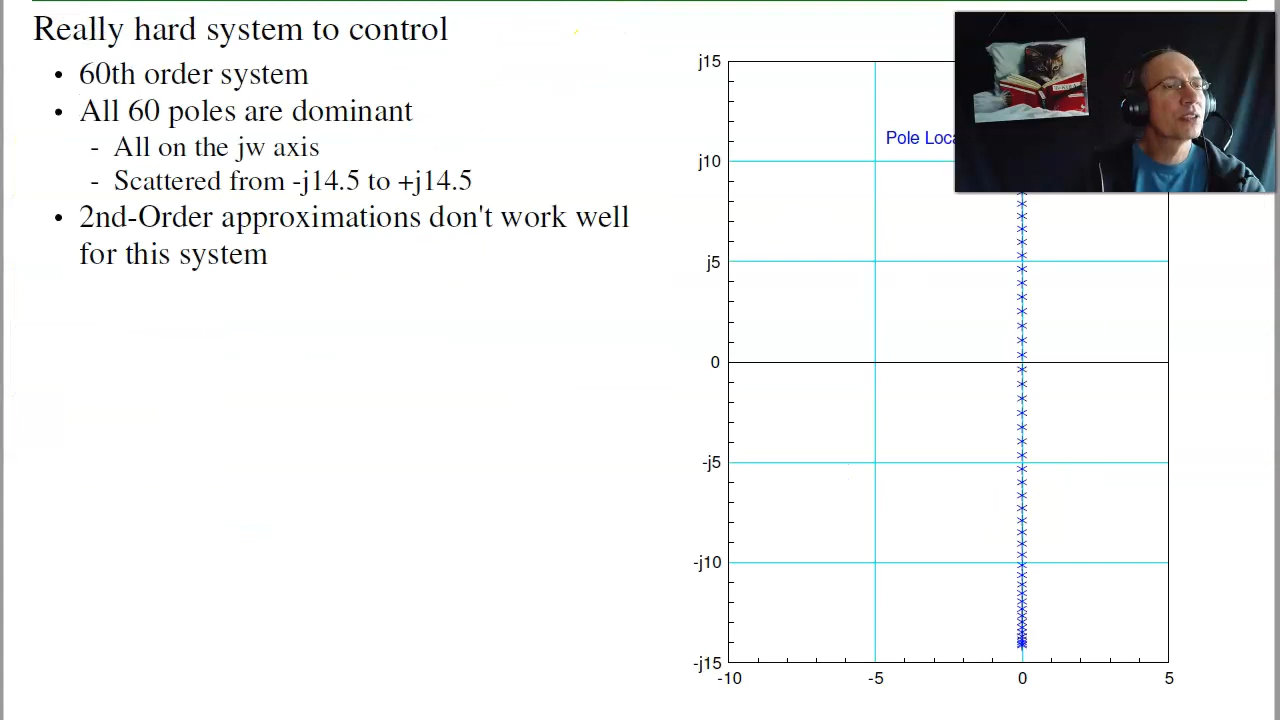 Really hard system to control
• 60th order system
• All 60 poles are dominant
- All on the jw axis
- Scattered from -j14.5 to +j14.5
• 2nd-Order approximations don't work well
for this system
j15
Pole Loca
j10
j5
0
-j5
-j10
-j15
-10 -5 0 5